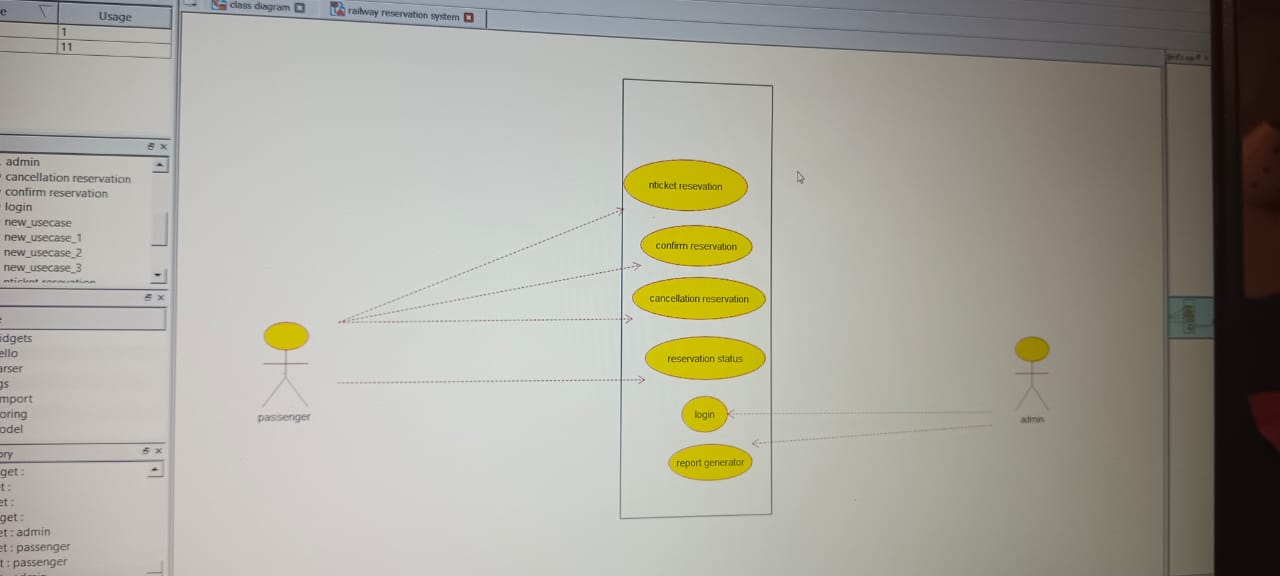 class diagram
railway reservation system
Usage
1
11
admin
cancellation reservation
confirm reservation
login
new_usecase
new_usecase_1
new_usecase_2
new_usecase_3
idgets
ello
arser
gs
mport
oring
odel
ory
get :
t :
et :
get :
et : admin
et : passenger
t : passenger
nticket resevation
confirm reservation
cancellation reservation
reservation status
login
report generator
passenger
admin